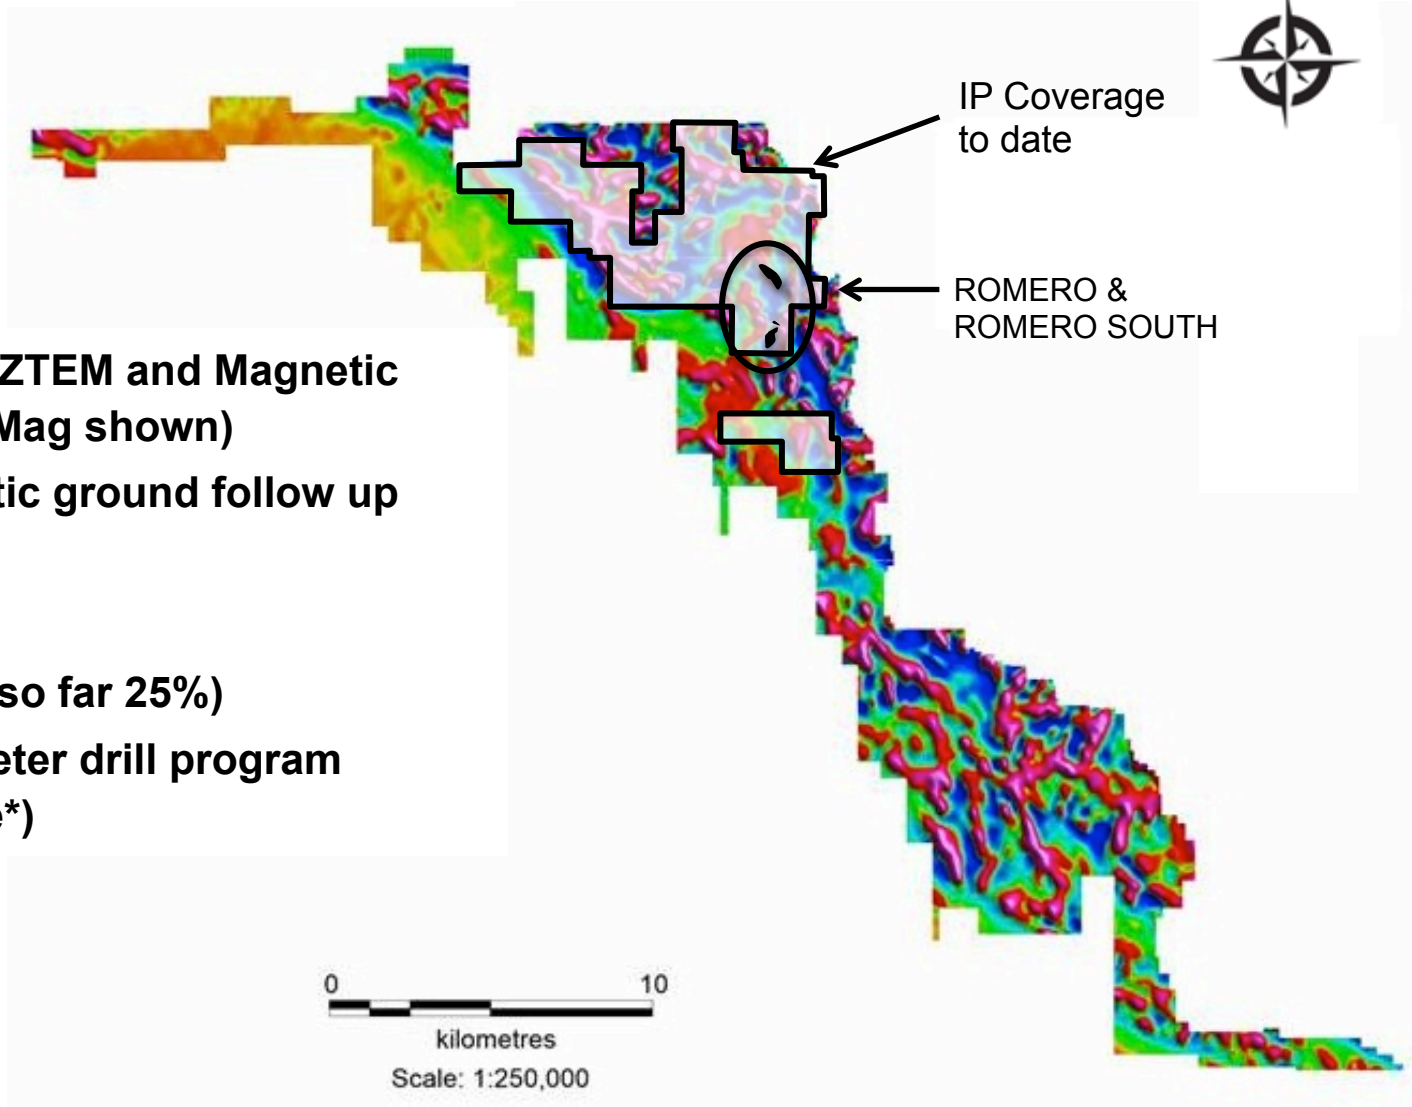 IP Coverage
to date
ROMERO &
ROMERO SOUTH
ZTEM and Magnetic
Mag shown)
tic ground follow up
so far 25%)
eter drill program
e*)
0 10
kilometres
Scale: 1:250,000